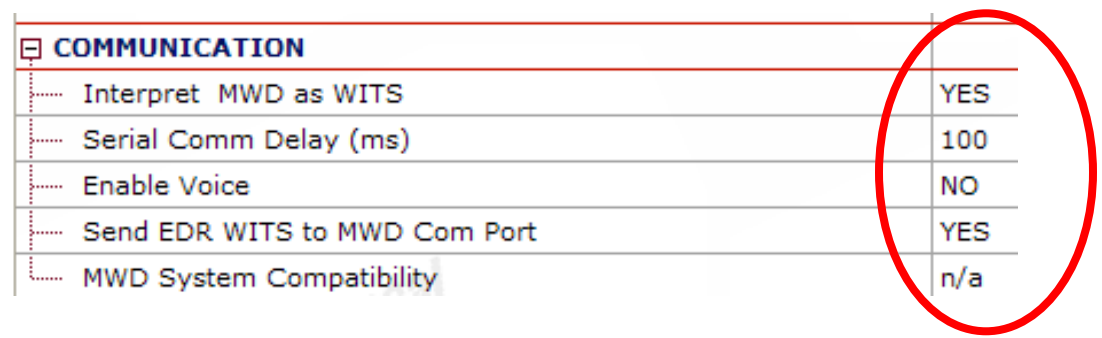 COMMUNICATION
Interpret MWD as WITS YES
Serial Comm Delay (ms) 100
Enable Voice NO
Send EDR WITS to MWD Com Port YES
MWD System Compatibility n/a